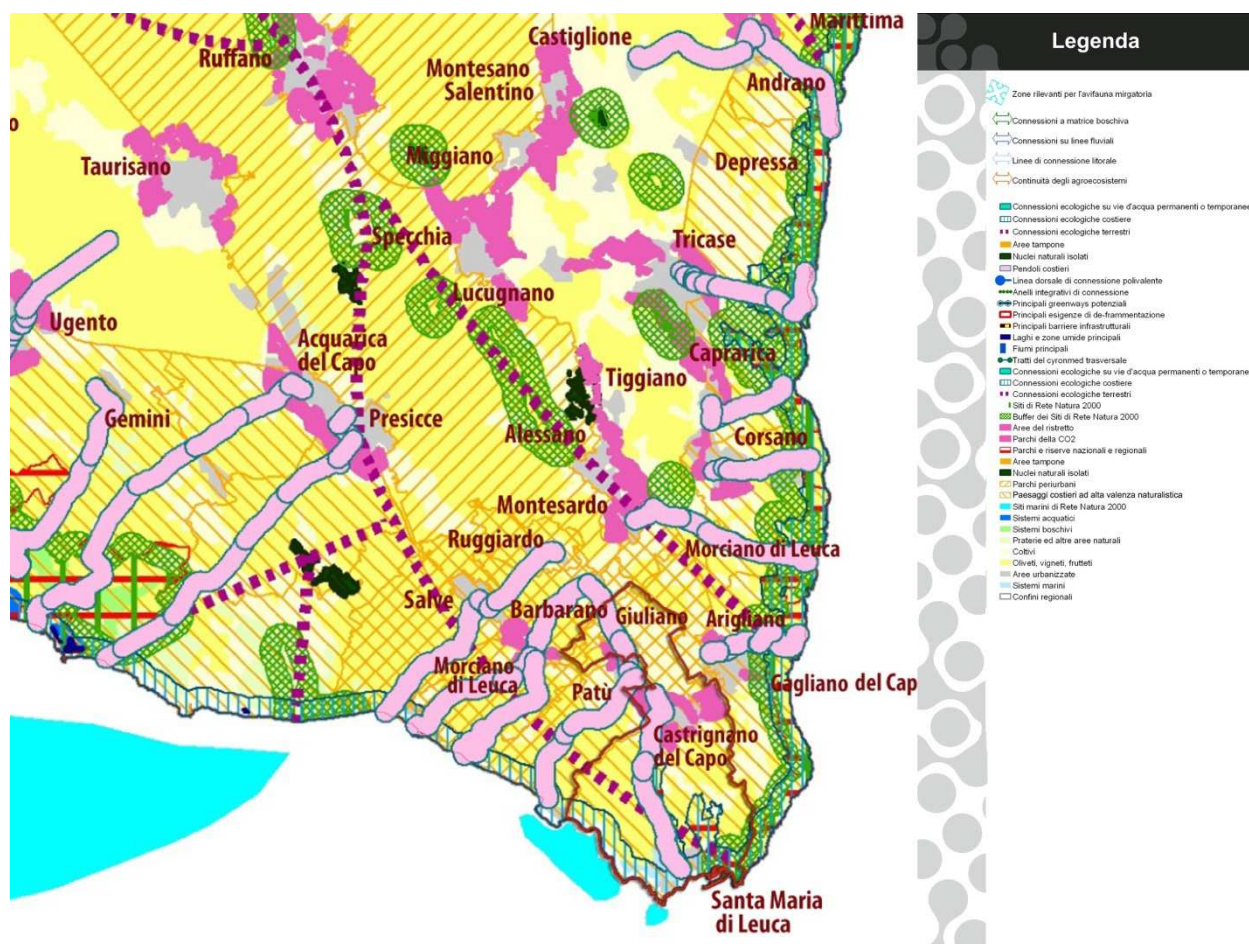 Marittima
Castiglione
Ruffano
Montesano
Salentino
Andrano
Miggiano
Depressa
Taurisano
Specchia
Tricase
Lucugnano
Ugento
Acquarica
del Capo
Caprarica
Tiggiano
Gemini
Presicce
Alessano
Corsano
Montesardo
Ruggiardo
Morciano di Leuca
Salve
Barbarano
Giuliano
Arigliano
Morciano
di Leuca
Patù
Gagliano del Cap
Castrignano
del Capo
Santa Maria
di Leuca
Legenda
Zone rilevanti per l'avifauna mirgatoria
Connessioni a matrice boschiva
Connessioni su linee fluviali
Linee di connessione litorale
Continuità degli agroecosistemi
Connessioni ecologiche su vie d'acqua permanenti o temporanee
Connessioni ecologiche costiere
Connessioni ecologiche terrestri
Aree tampone
Nuclei naturali isolati
Pendoli costieri
Linea dorsale di connessione polivalente
Anelli integrativi di connessione
Principali greenways potenziali
Principali esigenze di de-frammentazione
Principali barriere infrastrutturali
Laghi e zone umide principali
Fiumi principali
Tratti del cyronmed trasversale
Connessioni ecologiche su vie d'acqua permanenti o temporanee
Connessioni ecologiche costiere
Connessioni ecologiche terrestri
Siti di Rete Natura 2000
Buffer dei Siti di Rete Natura 2000
Aree del ristretto
Parchi della CO2
Parchi e riserve nazionali e regionali
Aree tampone
Nuclei naturali isolati
Parchi periurbani
Paesaggi costieri ad alta valenza naturalistica
Siti marini di Rete Natura 2000
Sistemi acquatici
Sistemi boschivi
Praterie ed altre aree naturali
Coltivi
Oliveti, vigneti, frutteti
Aree urbanizzate
Sistemi marini
Confini regionali